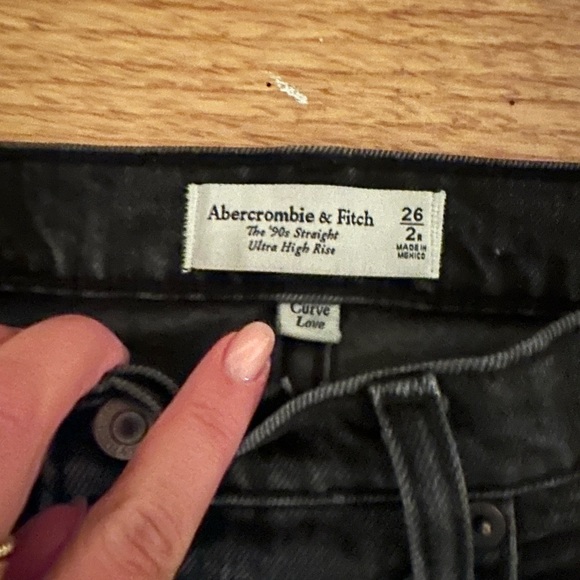 Abercrombie & Fitch
The '90s Straight
Ultra High Rise
26
2R
MADE IN
MEXICO
Curve
Love